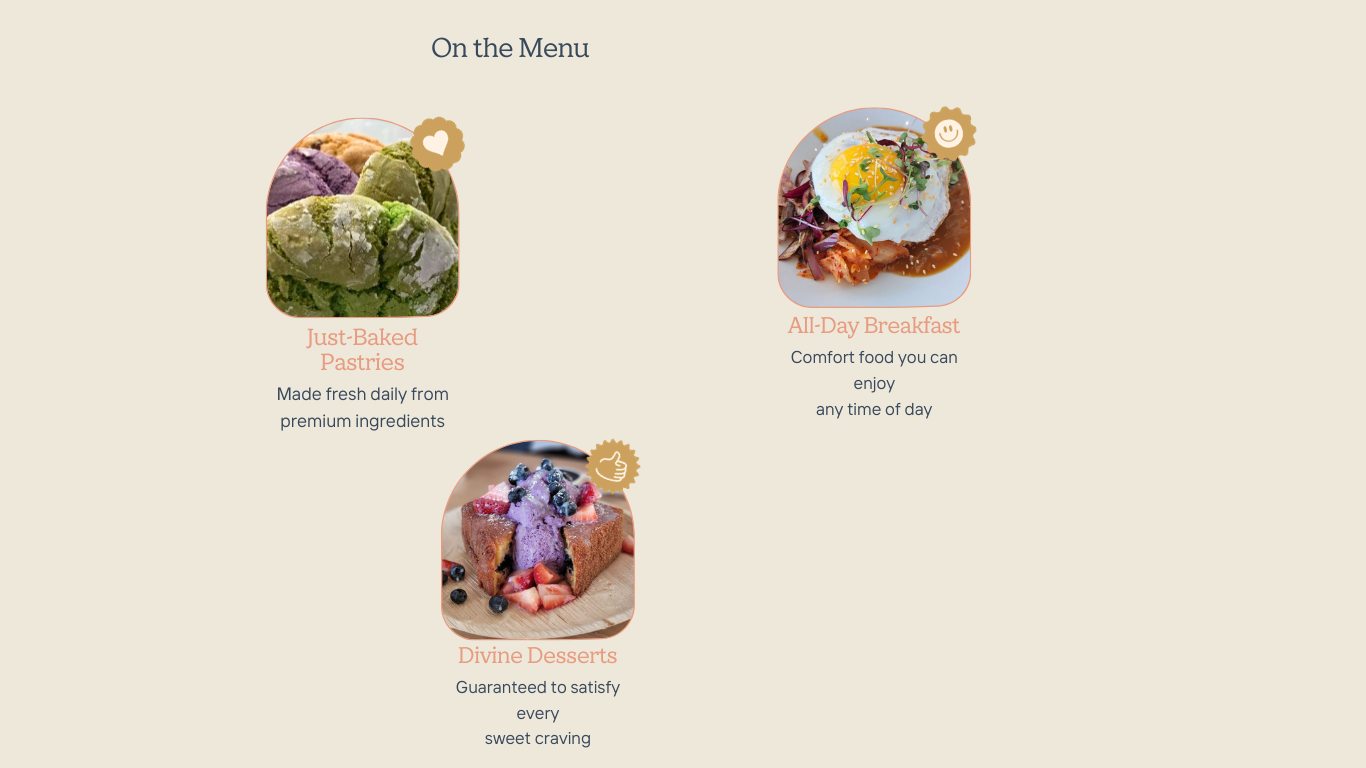 On the Menu
Just-Baked
Pastries
Made fresh daily from
premium ingredients
All-Day Breakfast
Comfort food you can
enjoy
any time of day
Divine Desserts
Guaranteed to satisfy
every
sweet craving